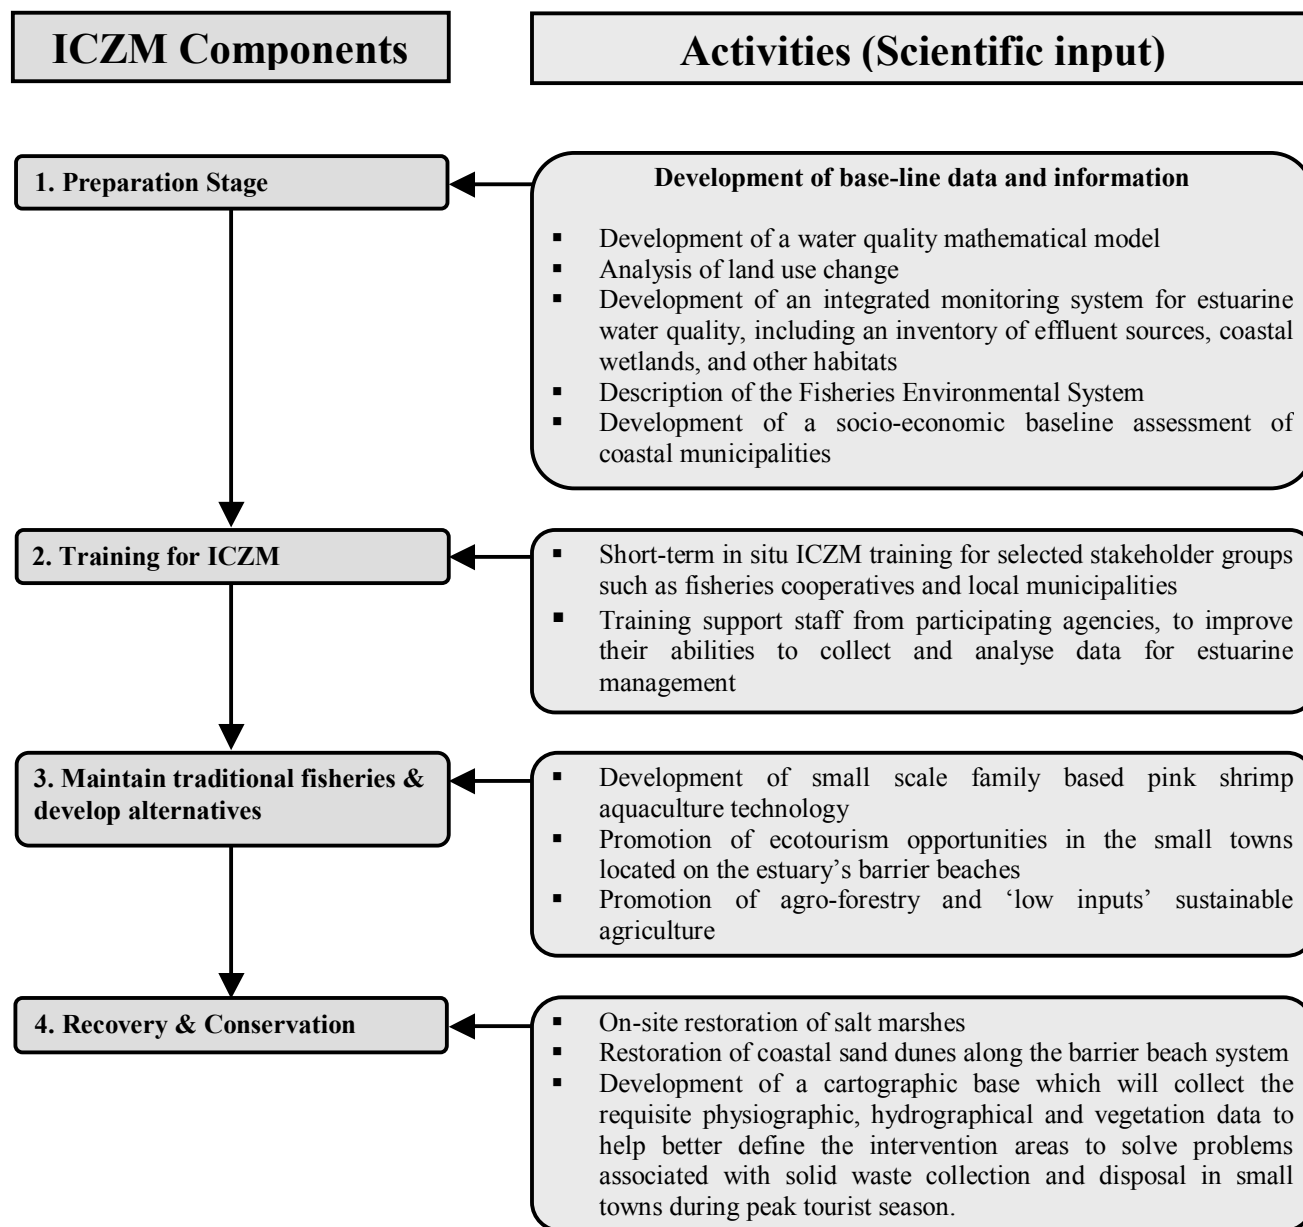 ICZM Components
Activities (Scientific input)
1. Preparation Stage
Development of base-line data and information
▪ Development of a water quality mathematical model
▪ Analysis of land use change
▪ Development of an integrated monitoring system for estuarine
water quality, including an inventory of effluent sources, coastal
wetlands, and other habitats
▪ Description of the Fisheries Environmental System
▪ Development of a socio-economic baseline assessment of
coastal municipalities
2. Training for ICZM
▪ Short-term in situ ICZM training for selected stakeholder groups
such as fisheries cooperatives and local municipalities
▪ Training support staff from participating agencies, to improve
their abilities to collect and analyse data for estuarine
management
3. Maintain traditional fisheries &
develop alternatives
▪ Development of small scale family based pink shrimp
aquaculture technology
▪ Promotion of ecotourism opportunities in the small towns
located on the estuary’s barrier beaches
▪ Promotion of agro-forestry and ‘low inputs’ sustainable
agriculture
4. Recovery & Conservation
▪ On-site restoration of salt marshes
▪ Restoration of coastal sand dunes along the barrier beach system
▪ Development of a cartographic base which will collect the
requisite physiographic, hydrographical and vegetation data to
help better define the intervention areas to solve problems
associated with solid waste collection and disposal in small
towns during peak tourist season.